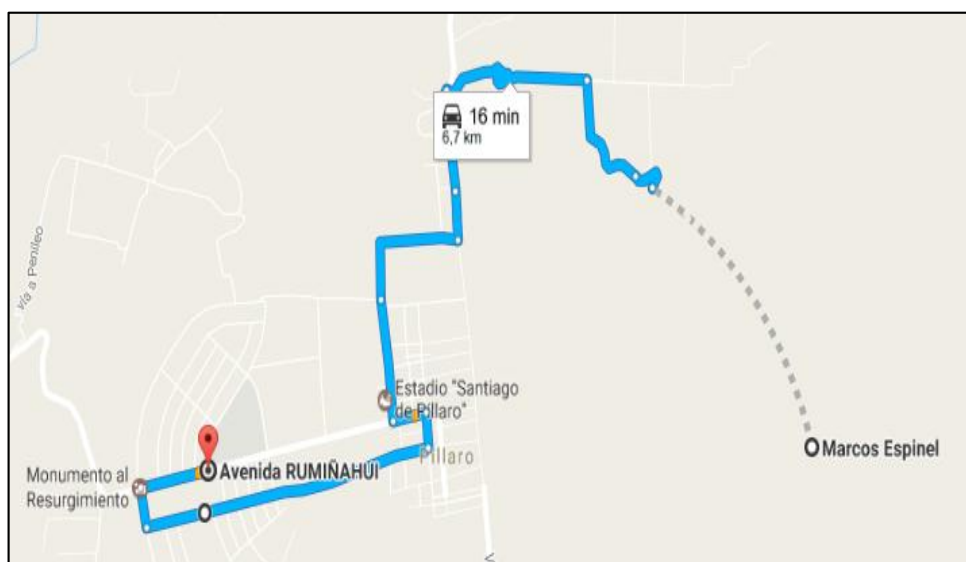 16 min
6,7 km
vía a Penileo
Estadio "Santiago
de Píllaro"
Píllaro
Marcos Espinel
Avenida RUMIÑAHUI
Monumento al
Resurgimiento